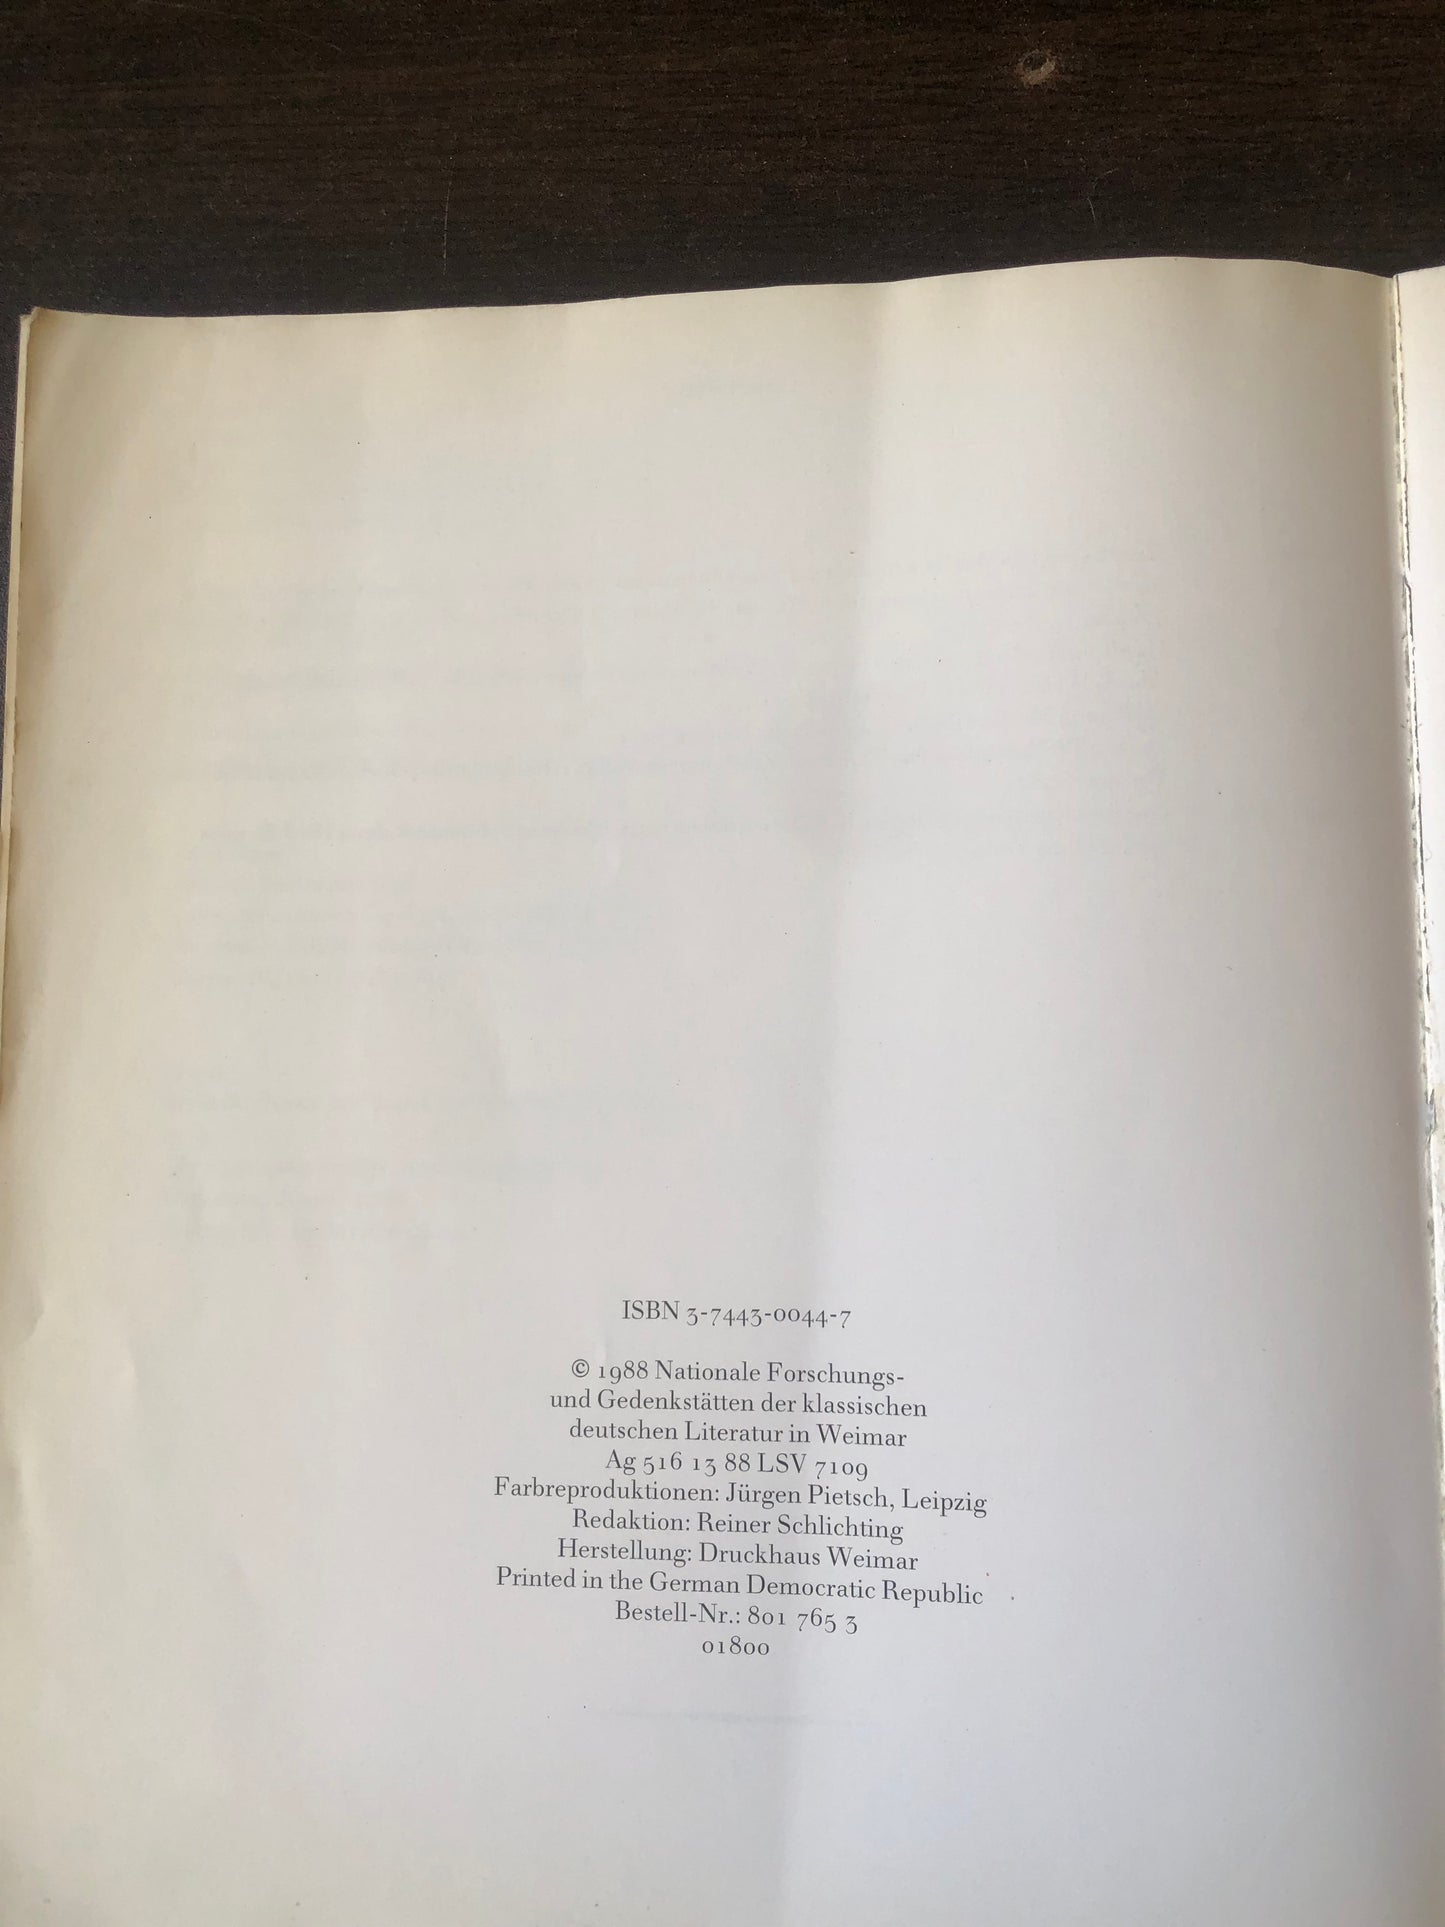 ISBN 3-7443-0044-7
© 1988 Nationale Forschungs-
und Gedenkstätten der klassischen
deutschen Literatur in Weimar
Ag 516 13 88 LSV 7109
Farbreproduktionen: Jürgen Pietsch, Leipzig
Redaktion: Reiner Schlichting
Herstellung: Druckhaus Weimar
Printed in the German Democratic Republic
Bestell-Nr.: 801 765 3
01800